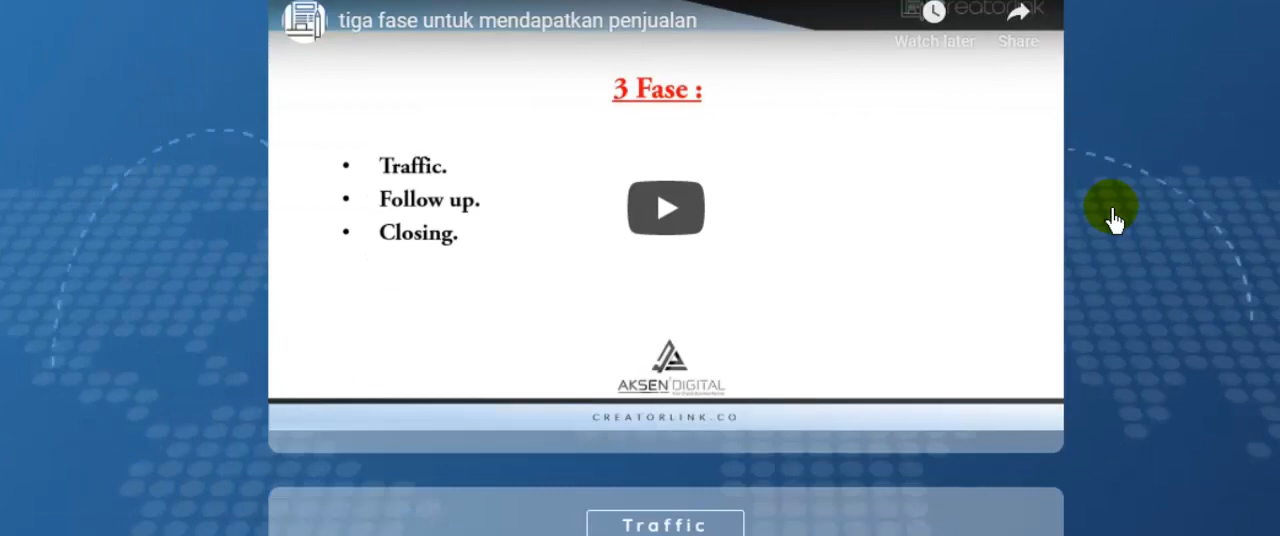 tiga fase untuk mendapatkan penjualan
Creatorlink
Watch later
Share
3 Fase :
• Traffic.
• Follow up.
• Closing.
AKSEN DIGITAL
CREATORLINK.CO
Traffic